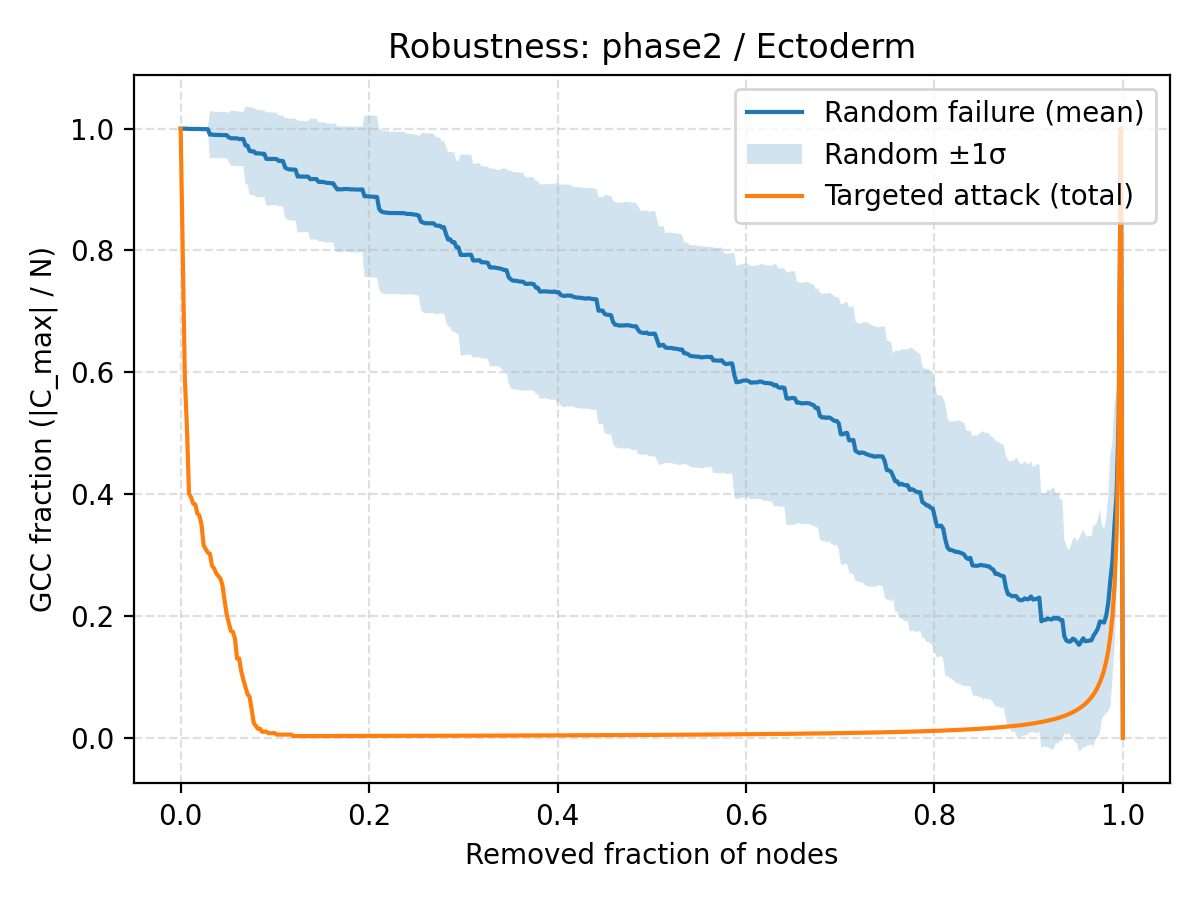 Robustness: phase2 / Ectoderm
Random failure (mean)
Random ±1σ
Targeted attack (total)
GCC fraction (|C_max| / N)
1.0
0.8
0.6
0.4
0.2
0.0
0.0 0.2 0.4 0.6 0.8 1.0
Removed fraction of nodes